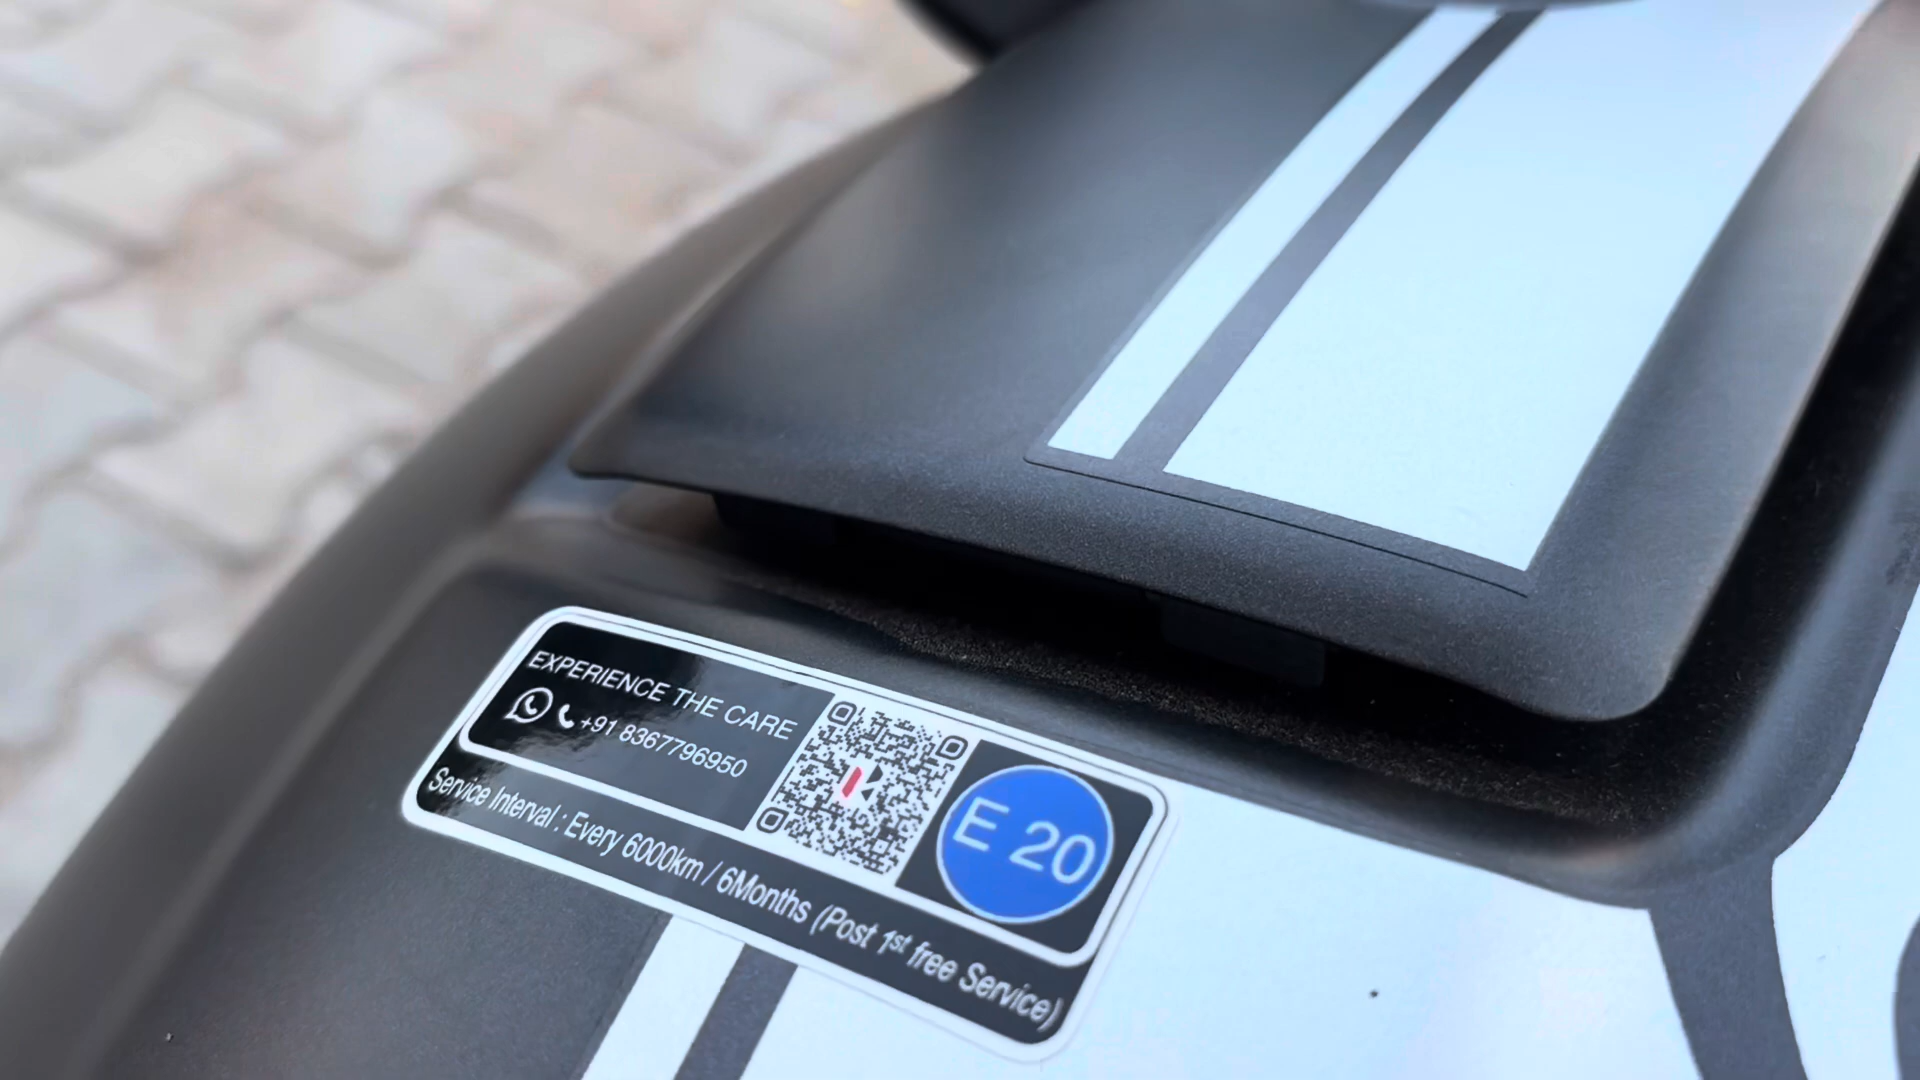 EXPERIENCE THE CARE
+91 8367796950
E 20
Service Interval : Every 6000km / 6Months (Post 1st free Service)